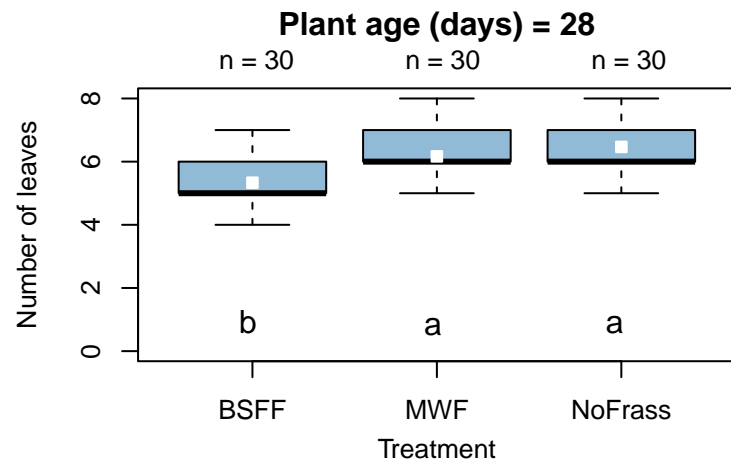 Plant age (days) = 28
n = 30 n = 30 n = 30
Number of leaves
8
6
4
2
0
b a a
BSFF MWF NoFrass
Treatment